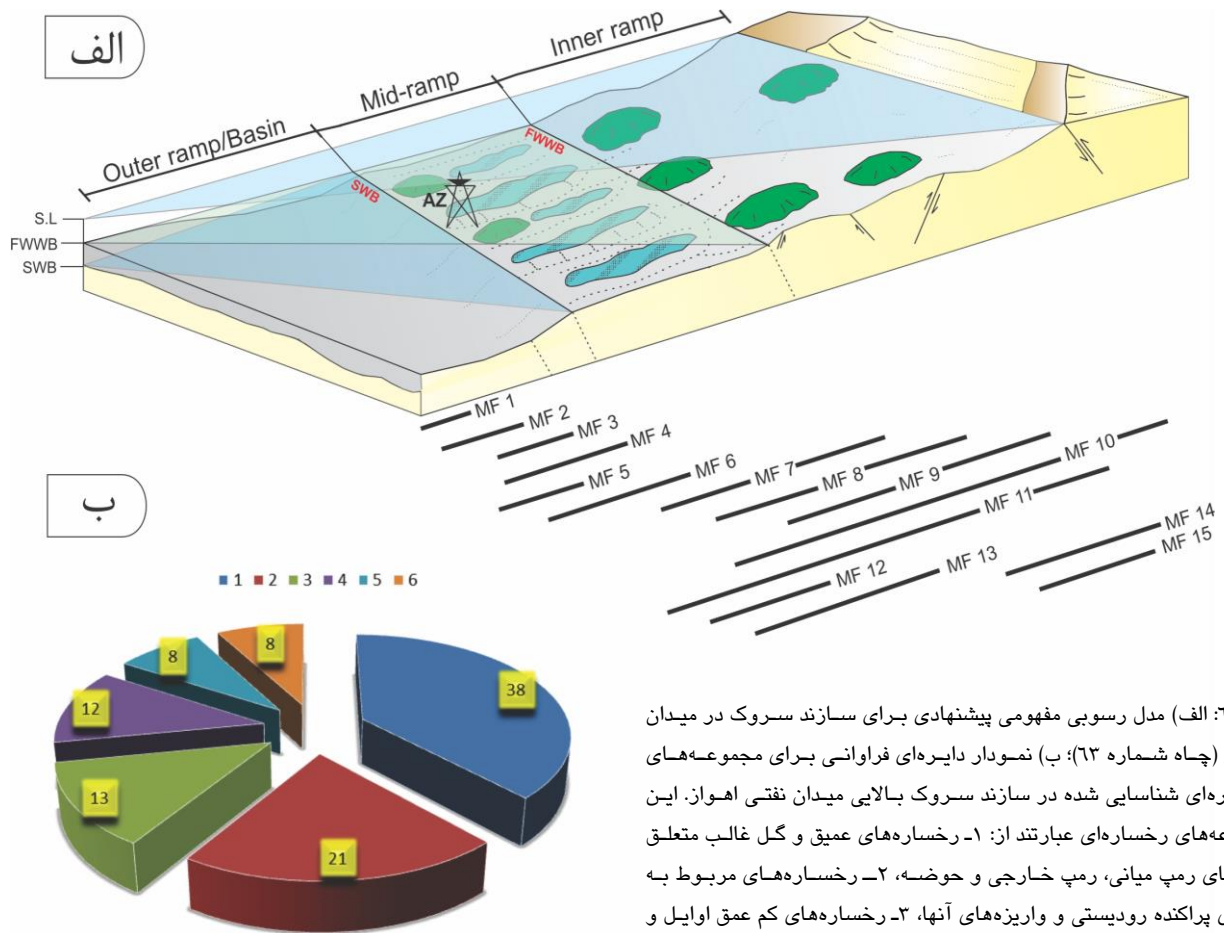 الف
Outer ramp/Basin
Mid-ramp
Inner ramp
SWB
FWWB
AZ
S.L
FWWB
SWB
MF 1
MF 2
MF 3
MF 4
MF 5
MF 6
MF 7
MF 8
MF 9
MF 10
MF 11
MF 12
MF 13
MF 14
MF 15
ب
1 2 3 4 5 6
38
21
13
12
8
8
٦: الف) مدل رسوبی مفهومی پیشنهادی برای سازند سروک در میدان
(چاه شماره ٦٣)؛ ب) نمودار دایره‌ای فراوانی برای مجموعه‌های
شناسایی شده در سازند سروک بالایی میدان نفتی اهواز. این
رخساره‌ای عبارتند از: ١ـ رخساره‌های عمیق و گل غالب متعلق
رمپ میانی، رمپ خارجی و حوضه، ٢ـ رخساره‌های مربوط به
پراکنده رودیستی و واریزه‌های آنها، ٣ـ رخساره‌های کم عمق اوایل و